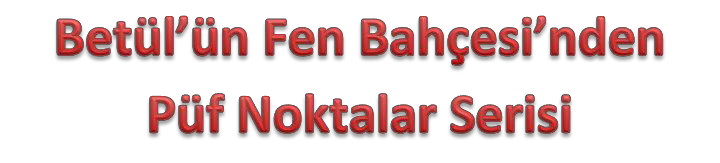 Betül’ün Fen Bahçesi’nden
Püf Noktalar Serisi